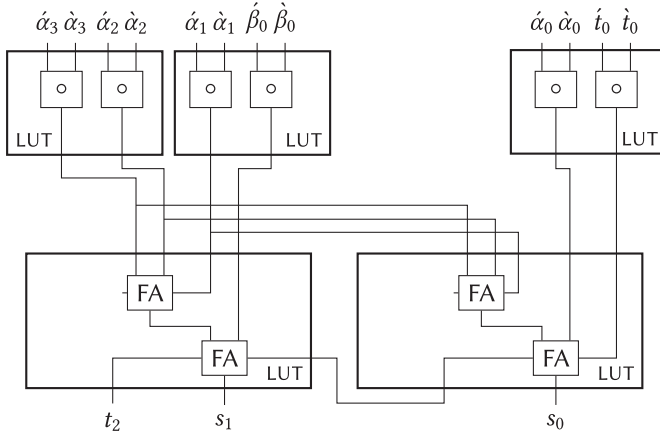 ά₃ ὰ₃ ά₂ ὰ₂ ά₁ ὰ₁ β́₀ β̀₀ ά₀ ὰ₀ t́₀ t̀₀
LUT LUT LUT
FA FA
FA LUT FA LUT
t₂ s₁ s₀